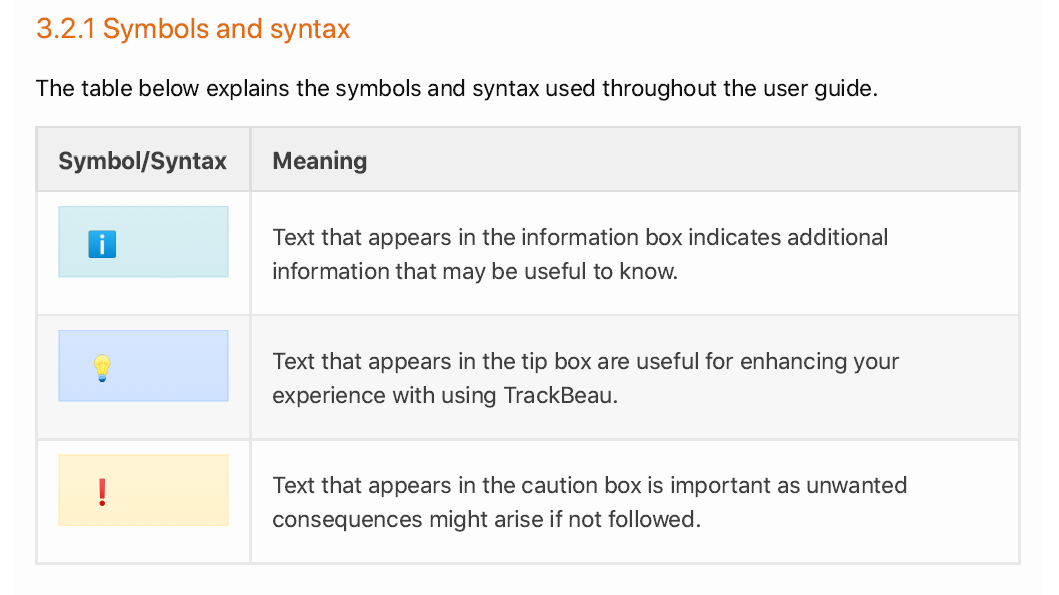 3.2.1 Symbols and syntax
The table below explains the symbols and syntax used throughout the user guide.
Symbol/Syntax Meaning
ℹ️ Text that appears in the information box indicates additional
information that may be useful to know.
💡 Text that appears in the tip box are useful for enhancing your
experience with using TrackBeau.
❗ Text that appears in the caution box is important as unwanted
consequences might arise if not followed.